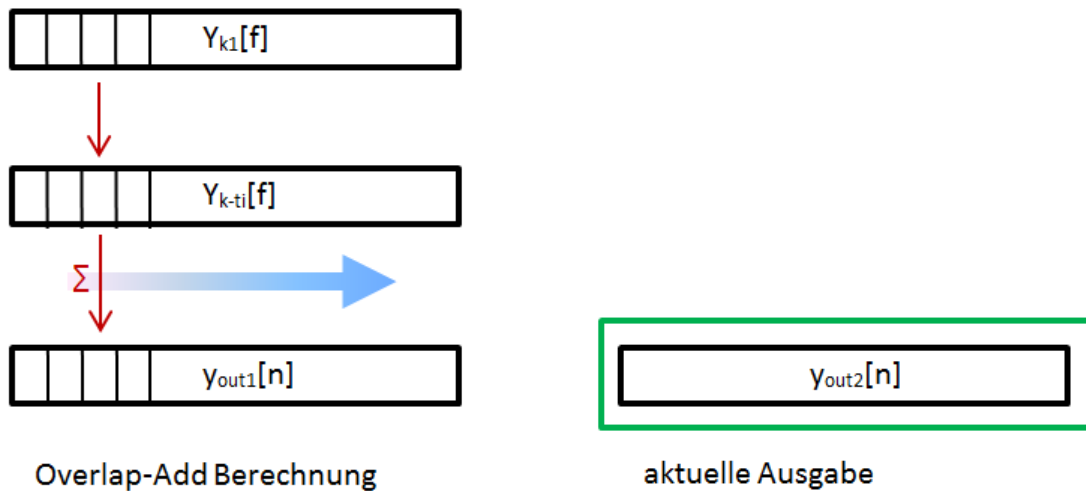 Yk1[f]
Yk-ti[f]
Σ
yout1[n]
yout2[n]
Overlap-Add Berechnung
aktuelle Ausgabe